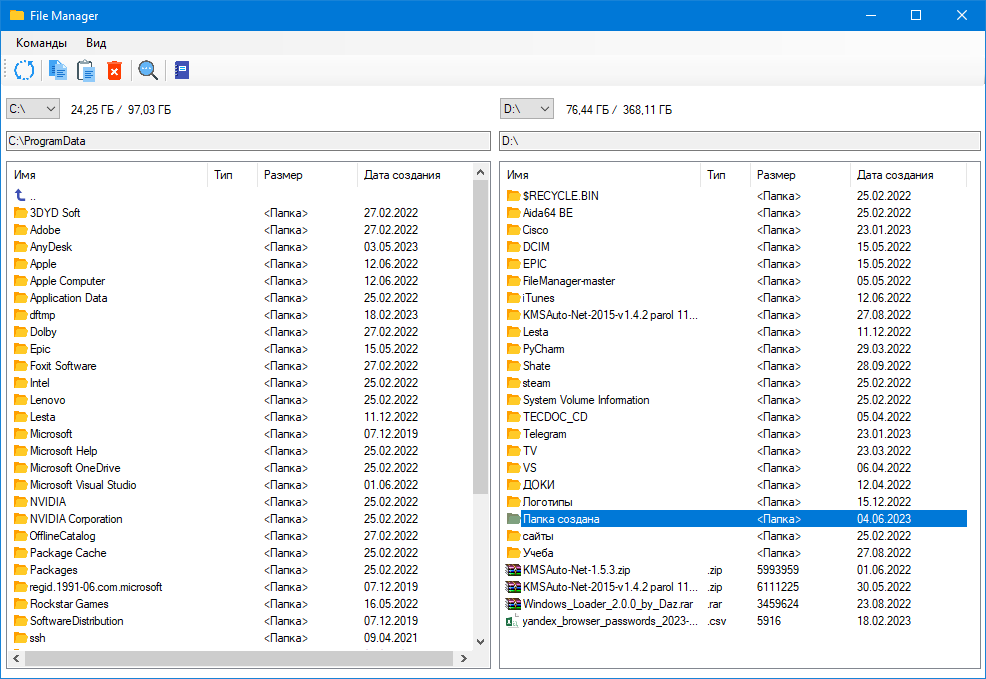 File Manager
Команды Вид
C:\ 24,25 ГБ / 97,03 ГБ
C:\ProgramData
Имя Тип Размер Дата создания
..
3DYD Soft <Папка> 27.02.2022
Adobe <Папка> 27.02.2022
AnyDesk <Папка> 03.05.2023
Apple <Папка> 12.06.2022
Apple Computer <Папка> 12.06.2022
Application Data <Папка> 25.02.2022
dftmp <Папка> 18.02.2023
Dolby <Папка> 27.02.2022
Epic <Папка> 15.05.2022
Foxit Software <Папка> 27.02.2022
Intel <Папка> 25.02.2022
Lenovo <Папка> 25.02.2022
Lesta <Папка> 11.12.2022
Microsoft <Папка> 07.12.2019
Microsoft Help <Папка> 25.02.2022
Microsoft OneDrive <Папка> 25.02.2022
Microsoft Visual Studio <Папка> 01.06.2022
NVIDIA <Папка> 25.02.2022
NVIDIA Corporation <Папка> 25.02.2022
OfflineCatalog <Папка> 27.02.2022
Package Cache <Папка> 25.02.2022
Packages <Папка> 25.02.2022
regid.1991-06.com.microsoft <Папка> 07.12.2019
Rockstar Games <Папка> 16.05.2022
SoftwareDistribution <Папка> 07.12.2019
ssh <Папка> 09.04.2021
D:\ 76,44 ГБ / 368,11 ГБ
D:\
Имя Тип Размер Дата создания
$RECYCLE.BIN <Папка> 25.02.2022
Aida64 BE <Папка> 25.02.2022
Cisco <Папка> 23.01.2023
DCIM <Папка> 15.05.2022
EPIC <Папка> 15.05.2022
FileManager-master <Папка> 05.05.2022
iTunes <Папка> 12.06.2022
KMSAuto-Net-2015-v1.4.2 parol 11... <Папка> 27.08.2022
Lesta <Папка> 11.12.2022
PyCharm <Папка> 29.03.2022
Shate <Папка> 28.09.2022
steam <Папка> 25.02.2022
System Volume Information <Папка> 25.02.2022
TECDOC_CD <Папка> 05.04.2022
Telegram <Папка> 23.01.2023
TV <Папка> 23.03.2022
VS <Папка> 06.04.2022
ДОКИ <Папка> 12.04.2022
Логотипы <Папка> 15.12.2022
Папка создана <Папка> 04.06.2023
сайты <Папка> 25.02.2022
Учеба <Папка> 27.08.2022
KMSAuto-Net-1.5.3.zip .zip 5993959 01.06.2022
KMSAuto-Net-2015-v1.4.2 parol 11... .zip 6111225 30.05.2022
Windows_Loader_2.0.0_by_Daz.rar .rar 3459624 23.08.2022
yandex_browser_passwords_2023-... .csv 5916 18.02.2023